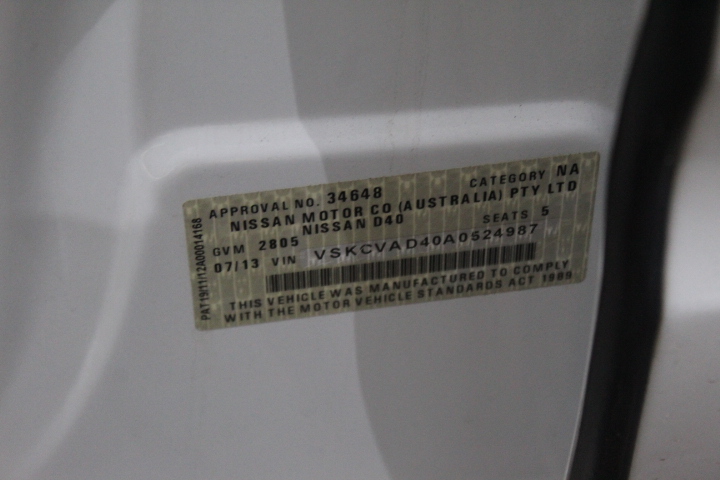 APPROVAL NO. 34648 CATEGORY NA
NISSAN MOTOR CO (AUSTRALIA) PTY LTD
NISSAN D40
GVM 2805 SEATS 5
07/13 VIN VSKCVAD40A0524987
THIS VEHICLE WAS MANUFACTURED TO COMPLY
WITH THE MOTOR VEHICLE STANDARDS ACT 1989
PAT19/11/12A00014168